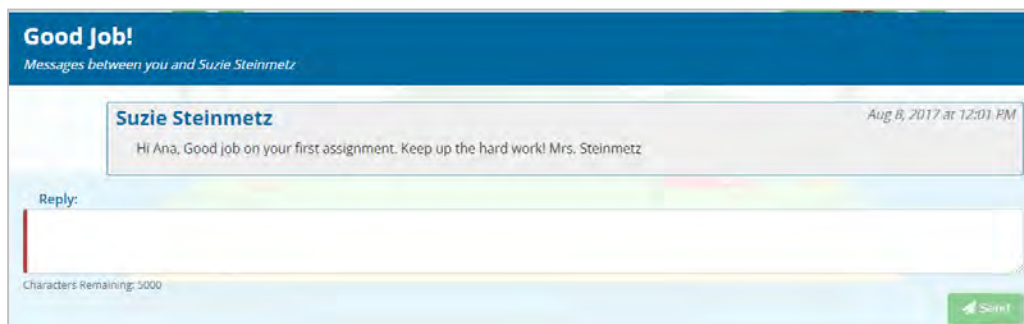 Good Job!
Messages between you and Suzie Steinmetz
Suzie Steinmetz
Aug 8, 2017 at 12:01 PM
Hi Ana, Good job on your first assignment. Keep up the hard work! Mrs. Steinmetz
Reply:
Characters Remaining: 5000
Send